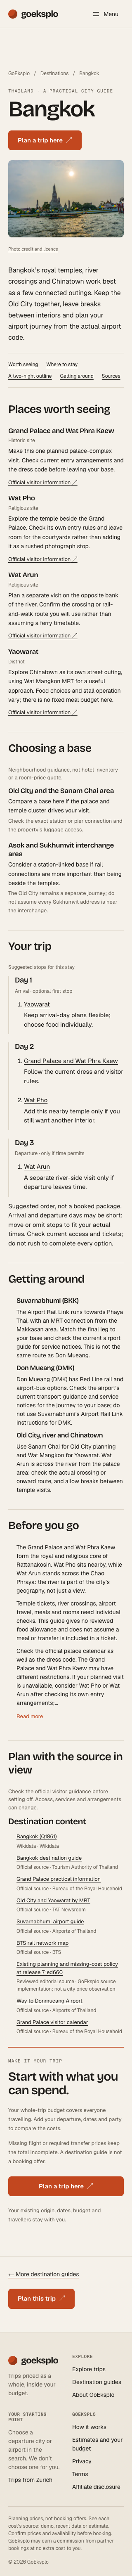 goeksplo
Menu
GoEksplo / Destinations / Bangkok
THAILAND · A PRACTICAL CITY GUIDE
Bangkok
Plan a trip here ↗
Photo credit and licence
Bangkok's royal temples, river
crossings and Chinatown work best
as a few connected outings. Keep the
Old City together, leave breaks
between interiors and plan your
airport journey from the actual airport
code.
Worth seeing Where to stay
A two-night outline Getting around Sources
Places worth seeing
Grand Palace and Wat Phra Kaew
Historic site
Make this one planned palace-complex
visit. Check current entry arrangements and
the dress code before leaving your base.
Official visitor information ↗
Wat Pho
Religious site
Explore the temple beside the Grand
Palace. Check its own entry rules and leave
room for the courtyards rather than adding
it as a rushed photograph stop.
Official visitor information ↗
Wat Arun
Religious site
Plan a separate visit on the opposite bank
of the river. Confirm the crossing or rail-
and-walk route you will use rather than
assuming a ferry timetable.
Official visitor information ↗
Yaowarat
District
Explore Chinatown as its own street outing,
using Wat Mangkon MRT for a useful
approach. Food choices and stall operation
vary; there is no fixed meal budget here.
Official visitor information ↗
Choosing a base
Neighbourhood guidance, not hotel inventory
or a room-price quote.
Old City and the Sanam Chai area
Compare a base here if the palace and
temple cluster drives your visit.
Check the exact station or pier connection and
the property's luggage access.
Asok and Sukhumvit interchange
area
Consider a station-linked base if rail
connections are more important than being
beside the temples.
The Old City remains a separate journey; do
not assume every Sukhumvit address is near
the interchange.
Your trip
Suggested stops for this stay
Day 1
Arrival · optional first stop
1. Yaowarat
Keep arrival-day plans flexible;
choose food individually.
Day 2
1. Grand Palace and Wat Phra Kaew
Follow the current dress and visitor
rules.
2. Wat Pho
Add this nearby temple only if you
still want another interior.
Day 3
Departure · only if time permits
1. Wat Arun
A separate river-side visit only if
departure leaves time.
Suggested order, not a booked package.
Arrival and departure days may be short:
move or omit stops to fit your actual
times. Check current access and tickets;
do not rush to complete every option.
Getting around
Suvarnabhumi (BKK)
The Airport Rail Link runs towards Phaya
Thai, with an MRT connection from the
Makkasan area. Match the final leg to
your base and check the airport's current
guide for service notices. This is not the
same route as Don Mueang.
Don Mueang (DMK)
Don Mueang (DMK) has Red Line rail and
airport-bus options. Check the airport's
current transport choices and the actual
last leg to your accommodation; do
not use Suvarnabhumi's Airport Rail Link
instructions for DMK.
Old City, river and Chinatown
Use Sanam Chai for Old City planning
and Wat Mangkon for Yaowarat. Wat
Arun is across the river from the palace
area: check the actual crossing or
onward route, and allow breaks between
temple visits.
Before you go
The Grand Palace and Wat Phra Kaew
form the royal and religious core of
Rattanakosin, with Wat Pho nearby, while
Wat Arun stands across the Chao
Phraya. We chose them as part of the city's
geography, not just a view.
Temple tickets, river crossings, airport
travel, meals and rooms need individual
checks. This guide does not add
food allowance and does not assume a
meal or transfer is included in a ticket.
Check the official palace calendar as
well as the dress code. The Grand
Palace and Wat Phra Kaew may have
different entry instructions. If your planned visit
is unavailable, consider Wat Pho or Wat
Arun after checking its own entry
arrangements;...
Read more
Plan with the source in
view
Check the official visitor guidance before
setting off. Access, services and arrangements
can change.
Destination content
Bangkok (Q1861)
Wikidata · Wikidata
Bangkok destination guide
Official source · Tourism Authority of Thailand
Grand Palace practical information
Official source · Bureau of the Royal Household
Old City and Yaowarat by MRT
Official source · TAT Newsroom
Suvarnabhumi airport guide
Official source · Airports of Thailand
BTS rail network map
Official source · BTS
Existing planning and missing-cost policy
at release 7fed660
Reviewed editorial source · GoEksplo source
implementation; not a city price observation
Way to Donmueang Airport
Official source · Airports of Thailand
Grand Palace visitor calendar
Official source · Bureau of the Royal Household
MAKE IT YOUR TRIP
Start with what you
can spend.
Your whole-trip budget covers everyone
travelling. Add your departure, dates and party
to compare the costs.
Missing flight or required transfer prices keep
the total incomplete. A destination guide is not
a booking offer.
Plan a trip here ↗
Your existing origin, dates, budget and
travellers stay with you.
← More destination guides
Plan this trip ↗
goeksplo
Trips priced as a
whole, inside your
budget.
EXPLORE
Explore trips
Destination guides
About GoEksplo
YOUR STARTING
POINT
Choose a
departure city or
airport in the
search. We don't
choose one for you.
Trips from Zurich
GOEKSPLO
How it works
Estimates and your
budget
Privacy
Terms
Affiliate disclosure
Planning prices, not booking offers. See each
cost's source: demo, recent data or estimate.
Confirm prices and availability before booking.
GoEksplo may earn a commission from partner
bookings at no extra cost to you.
© 2026 GoEksplo